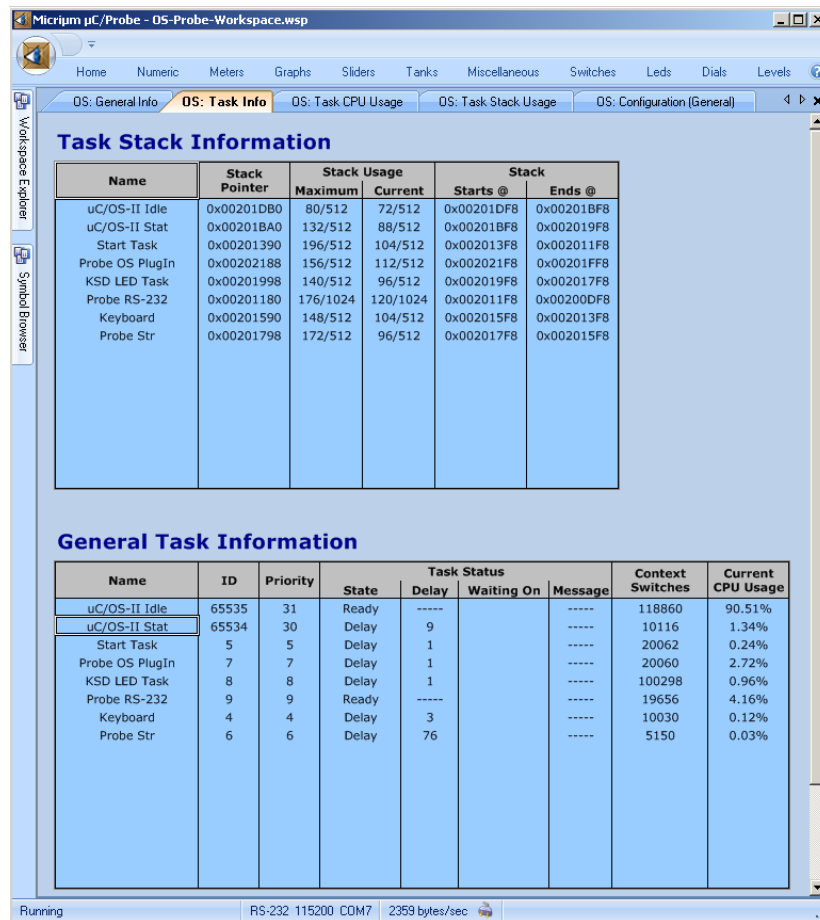 Micriµm µC/Probe - OS-Probe-Workspace.wsp
Home Numeric Meters Graphs Sliders Tanks Miscellaneous Switches Leds Dials Levels
OS: General Info OS: Task Info OS: Task CPU Usage OS: Task Stack Usage OS: Configuration (General)
Workspace Explorer
Symbol Browser
Task Stack Information
Name Stack Pointer Stack Usage Stack
Maximum Current Starts @ Ends @
uC/OS-II Idle 0x00201DB0 80/512 72/512 0x00201DF8 0x00201BF8
uC/OS-II Stat 0x00201BA0 132/512 88/512 0x00201BF8 0x002019F8
Start Task 0x00201390 196/512 104/512 0x002013F8 0x002011F8
Probe OS PlugIn 0x00202188 156/512 112/512 0x002021F8 0x00201FF8
KSD LED Task 0x00201998 140/512 96/512 0x002019F8 0x002017F8
Probe RS-232 0x00201180 176/1024 120/1024 0x002011F8 0x00200DF8
Keyboard 0x00201590 148/512 104/512 0x002015F8 0x002013F8
Probe Str 0x00201798 172/512 96/512 0x002017F8 0x002015F8
General Task Information
Name ID Priority Task Status Context Switches Current CPU Usage
State Delay Waiting On Message
uC/OS-II Idle 65535 31 Ready ----- ----- 118860 90.51%
uC/OS-II Stat 65534 30 Delay 9 ----- 10116 1.34%
Start Task 5 5 Delay 1 ----- 20062 0.24%
Probe OS PlugIn 7 7 Delay 1 ----- 20060 2.72%
KSD LED Task 8 8 Delay 1 ----- 100298 0.96%
Probe RS-232 9 9 Ready ----- ----- 19656 4.16%
Keyboard 4 4 Delay 3 ----- 10030 0.12%
Probe Str 6 6 Delay 76 ----- 5150 0.03%
Running RS-232 115200 COM7 2359 bytes/sec